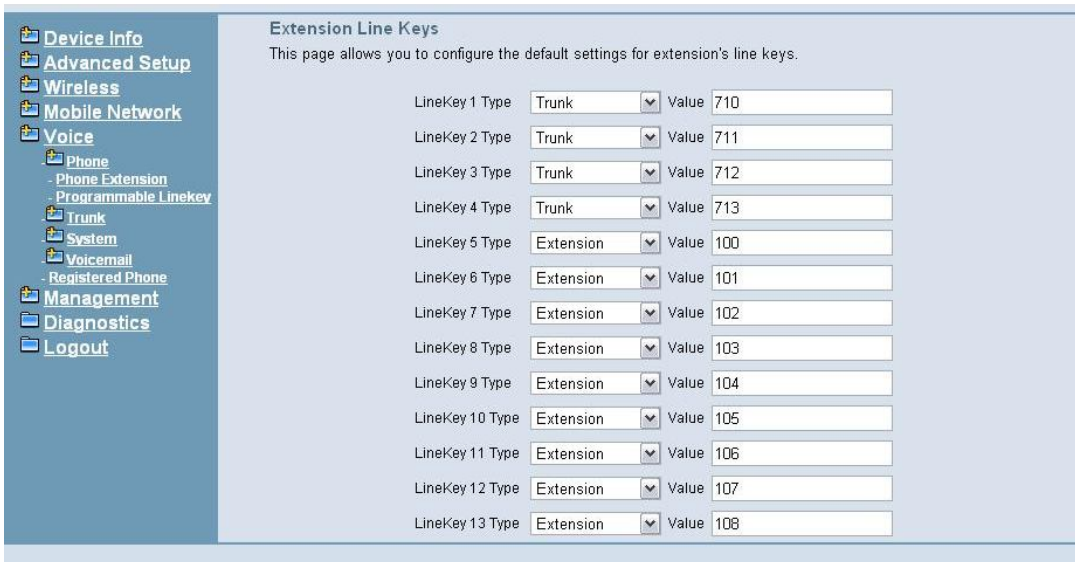 Device Info
Advanced Setup
Wireless
Mobile Network
Voice
Phone
- Phone Extension
- Programmable Linekey
Trunk
System
Voicemail
- Registered Phone
Management
Diagnostics
Logout
Extension Line Keys
This page allows you to configure the default settings for extension's line keys.
LineKey 1 Type Trunk Value 710
LineKey 2 Type Trunk Value 711
LineKey 3 Type Trunk Value 712
LineKey 4 Type Trunk Value 713
LineKey 5 Type Extension Value 100
LineKey 6 Type Extension Value 101
LineKey 7 Type Extension Value 102
LineKey 8 Type Extension Value 103
LineKey 9 Type Extension Value 104
LineKey 10 Type Extension Value 105
LineKey 11 Type Extension Value 106
LineKey 12 Type Extension Value 107
LineKey 13 Type Extension Value 108